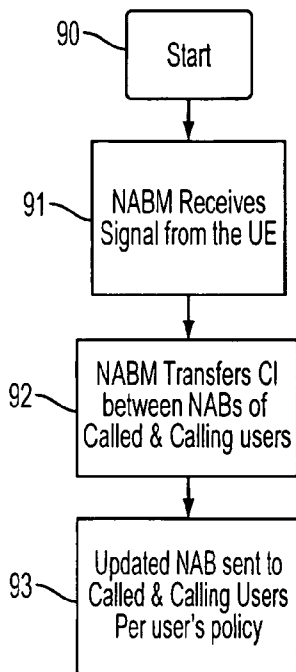 90
Start
91
NABM Receives
Signal from the UE
92
NABM Transfers CI
between NABs of
Called & Calling users
93
Updated NAB sent to
Called & Calling Users
Per user's policy